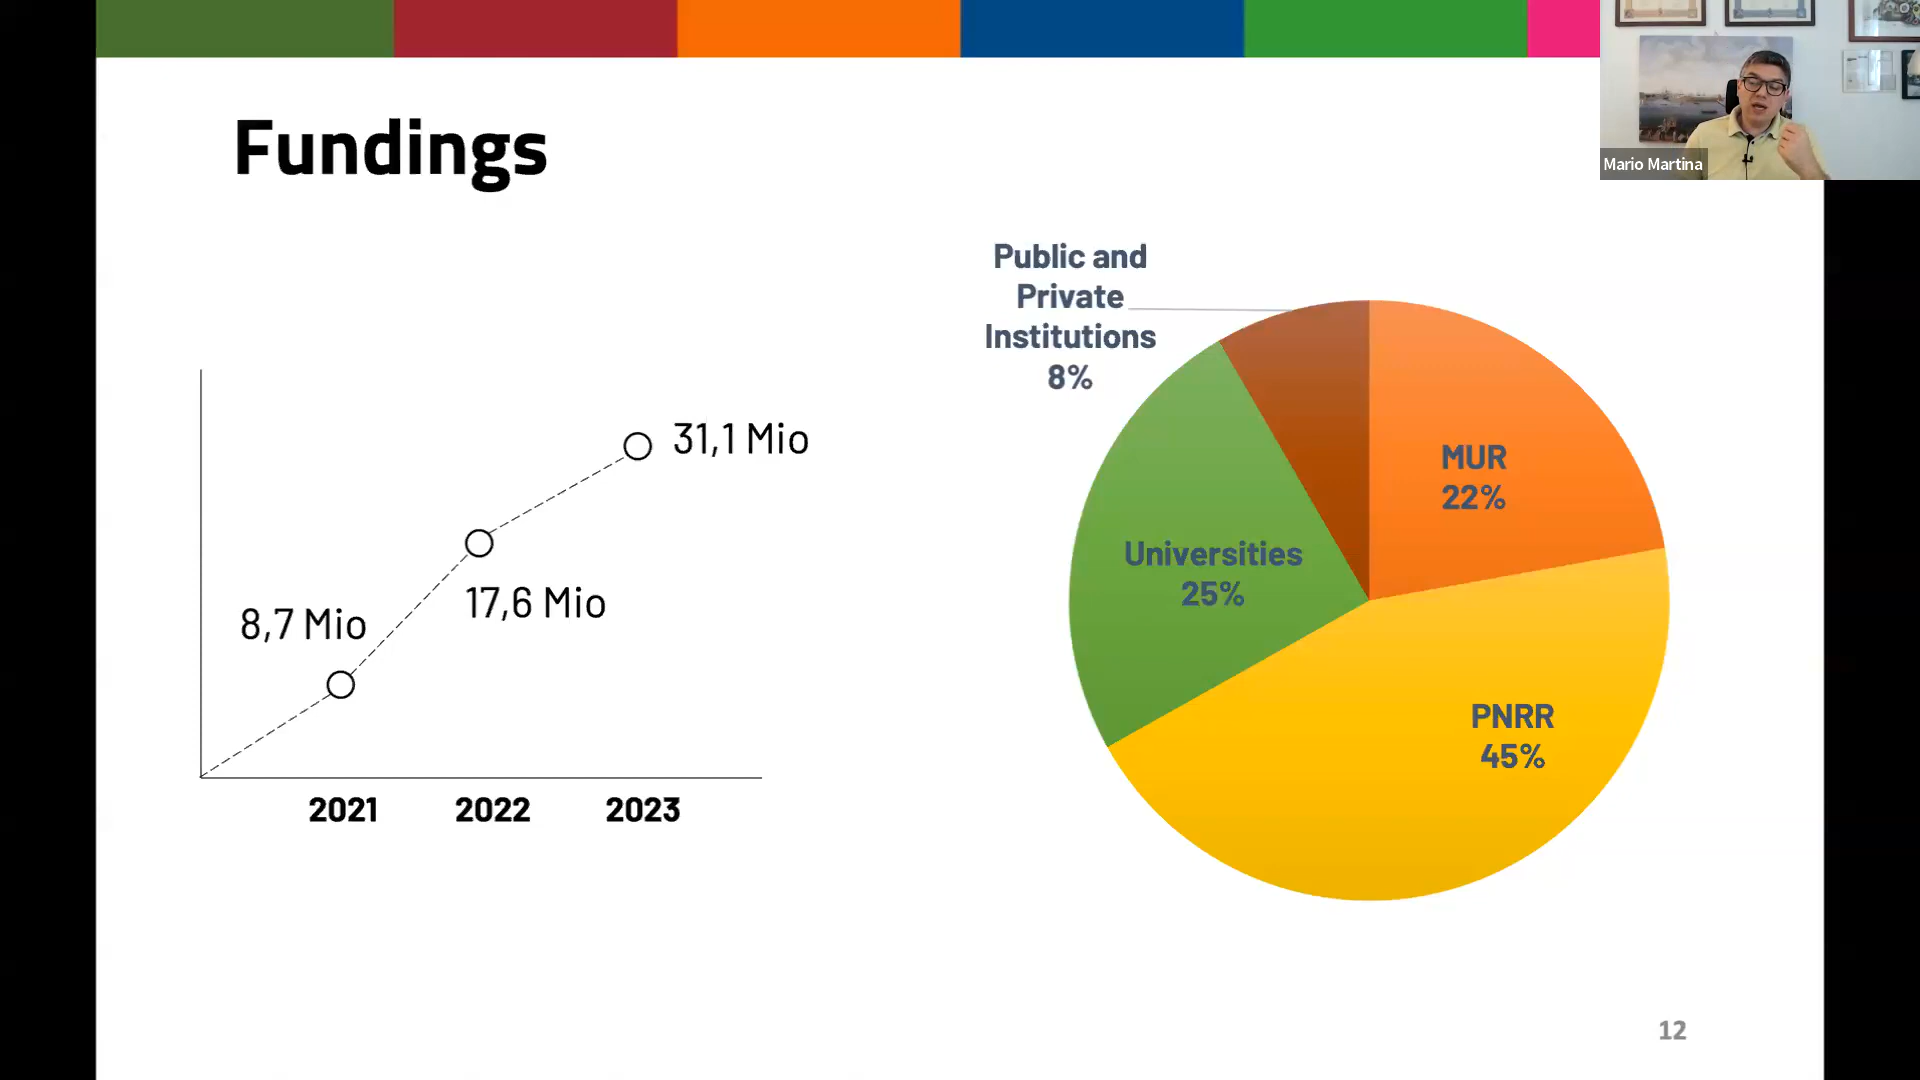 Fundings
Mario Martina
31,1 Mio
17,6 Mio
8,7 Mio
2021 2022 2023
Public and
Private
Institutions
8%
MUR
22%
Universities
25%
PNRR
45%
12